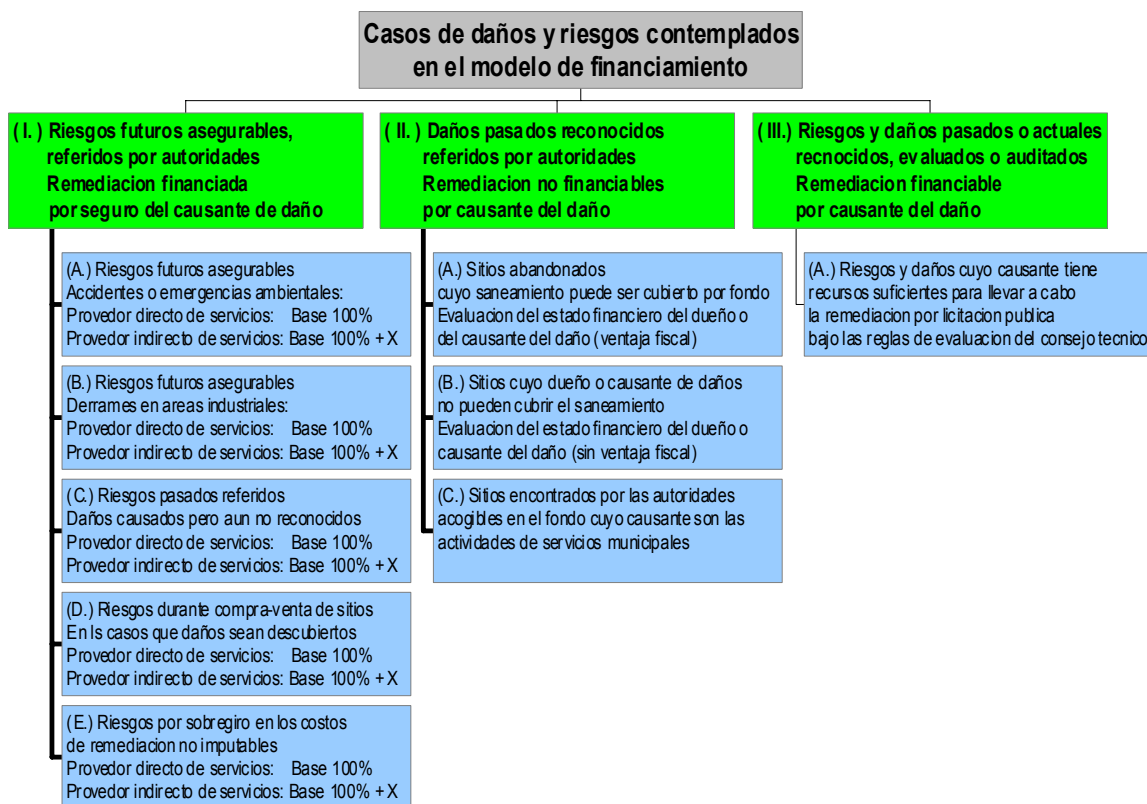 Casos de daños y riesgos contemplados
en el modelo de financiamiento
( I. ) Riesgos futuros asegurables,
referidos por autoridades
Remediacion financiada
por seguro del causante de daño
( II. ) Daños pasados reconocidos
referidos por autoridades
Remediacion no financiables
por causante del daño
(III.) Riesgos y daños pasados o actuales
recnocidos, evaluados o auditados
Remediacion financiable
por causante del daño
(A.) Riesgos futuros asegurables
Accidentes o emergencias ambientales:
Provedor directo de servicios: Base 100%
Provedor indirecto de servicios: Base 100% + X
(B.) Riesgos futuros asegurables
Derrames en areas industriales:
Provedor directo de servicios: Base 100%
Provedor indirecto de servicios: Base 100% + X
(C.) Riesgos pasados referidos
Daños causados pero aun no reconocidos
Provedor directo de servicios: Base 100%
Provedor indirecto de servicios: Base 100% + X
(D.) Riesgos durante compra-venta de sitios
En ls casos que daños sean descubiertos
Provedor directo de servicios: Base 100%
Provedor indirecto de servicios: Base 100% + X
(E.) Riesgos por sobregiro en los costos
de remediacion no imputables
Provedor directo de servicios: Base 100%
Provedor indirecto de servicios: Base 100% + X
(A.) Sitios abandonados
cuyo saneamiento puede ser cubierto por fondo
Evaluacion del estado financiero del dueño o
del causante del daño (ventaja fiscal)
(B.) Sitios cuyo dueño o causante de daños
no pueden cubrir el saneamiento
Evaluacion del estado financiero del dueño o
causante del daño (sin ventaja fiscal)
(C.) Sitios encontrados por las autoridades
acogibles en el fondo cuyo causante son las
actividades de servicios municipales
(A.) Riesgos y daños cuyo causante tiene
recursos suficientes para llevar a cabo
la remediacion por licitacion publica
bajo las reglas de evaluacion del consejo tecnico